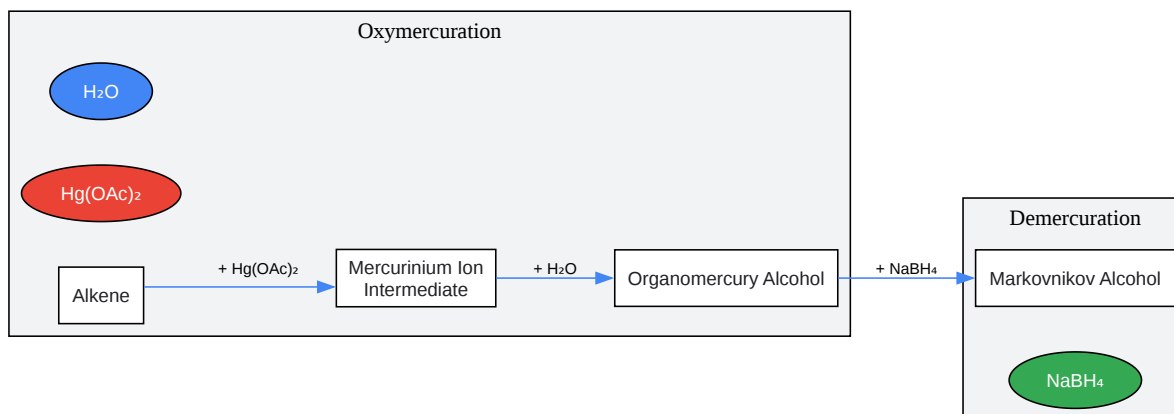 Oxymercuration
H₂O
Hg(OAc)₂
Demercuration
Alkene
+ Hg(OAc)₂
Mercurinium Ion
Intermediate
+ H₂O
Organomercury Alcohol
+ NaBH₄
Markovnikov Alcohol
NaBH₄